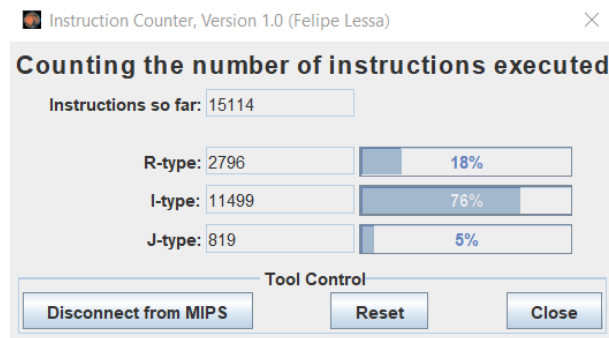 Instruction Counter, Version 1.0 (Felipe Lessa)
Counting the number of instructions executed
Instructions so far: 15114
R-type: 2796 18%
I-type: 11499 76%
J-type: 819 5%
Tool Control
Disconnect from MIPS Reset Close